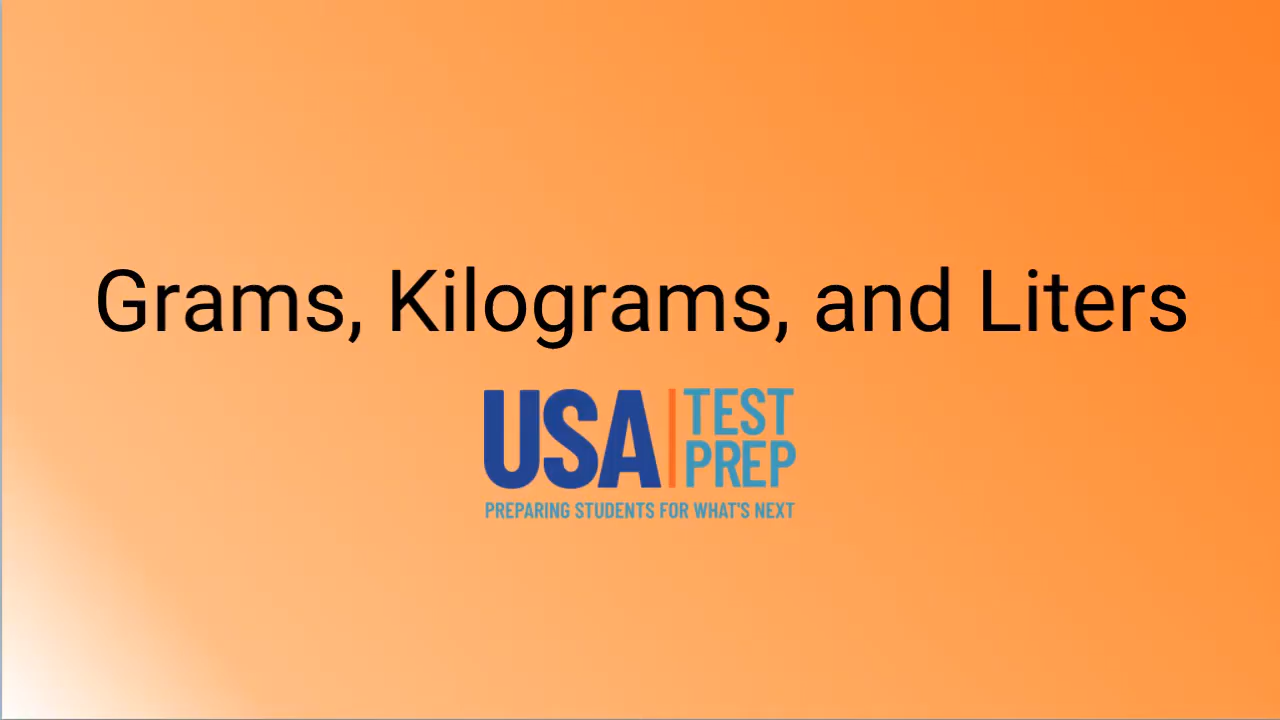 Grams, Kilograms, and Liters
USA TEST PREP
PREPARING STUDENTS FOR WHAT'S NEXT